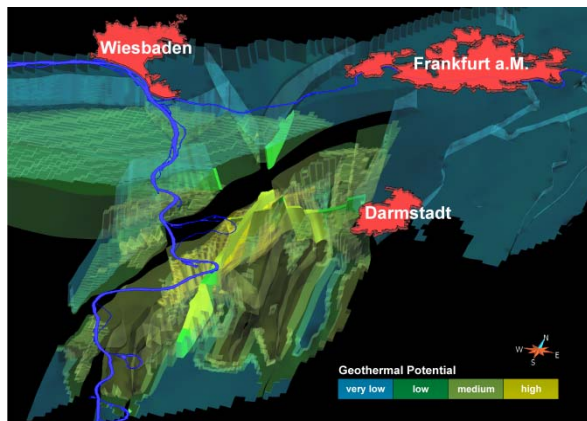 Wiesbaden
Frankfurt a.M.
Darmstadt
N
W
E
S
Geothermal Potential
very low low medium high